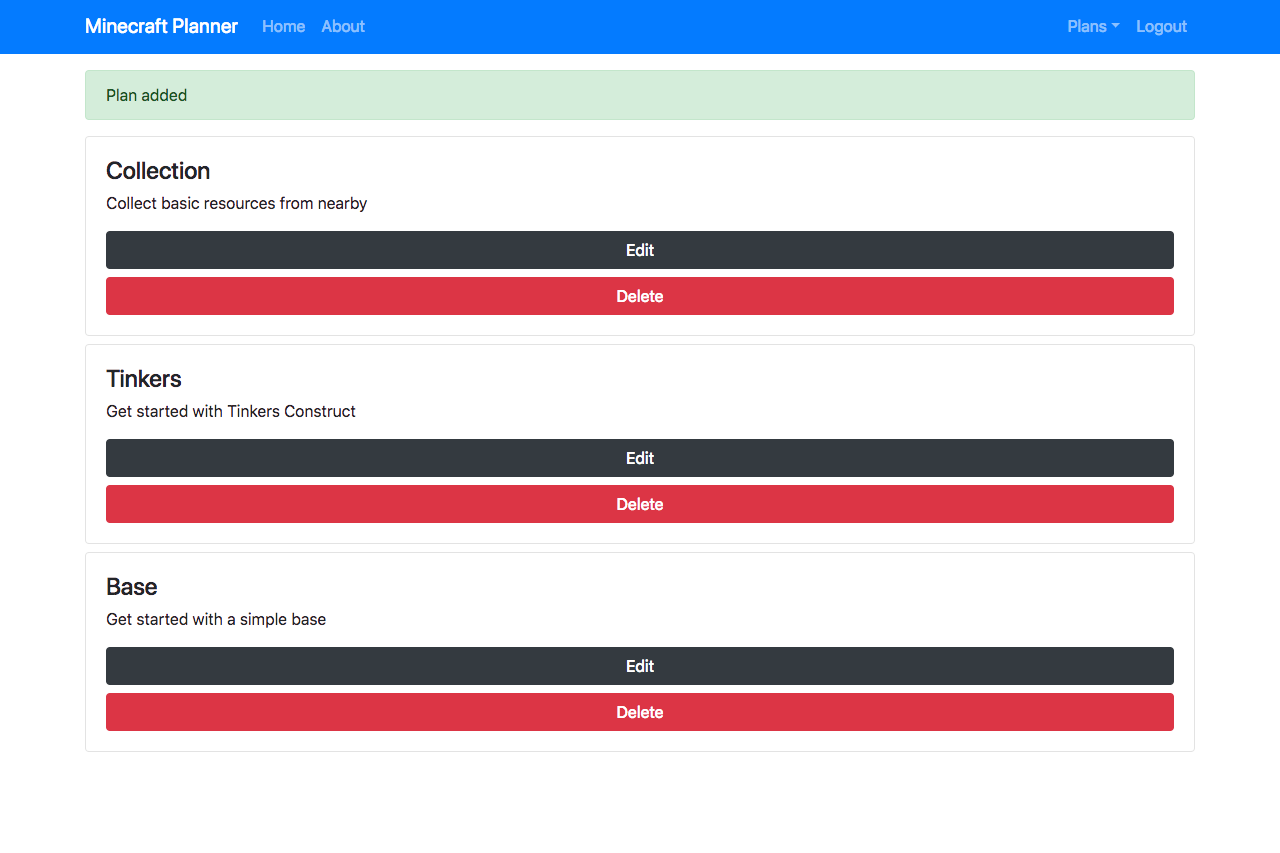 Minecraft Planner Home About Plans Logout
Plan added
Collection
Collect basic resources from nearby
Edit
Delete
Tinkers
Get started with Tinkers Construct
Edit
Delete
Base
Get started with a simple base
Edit
Delete